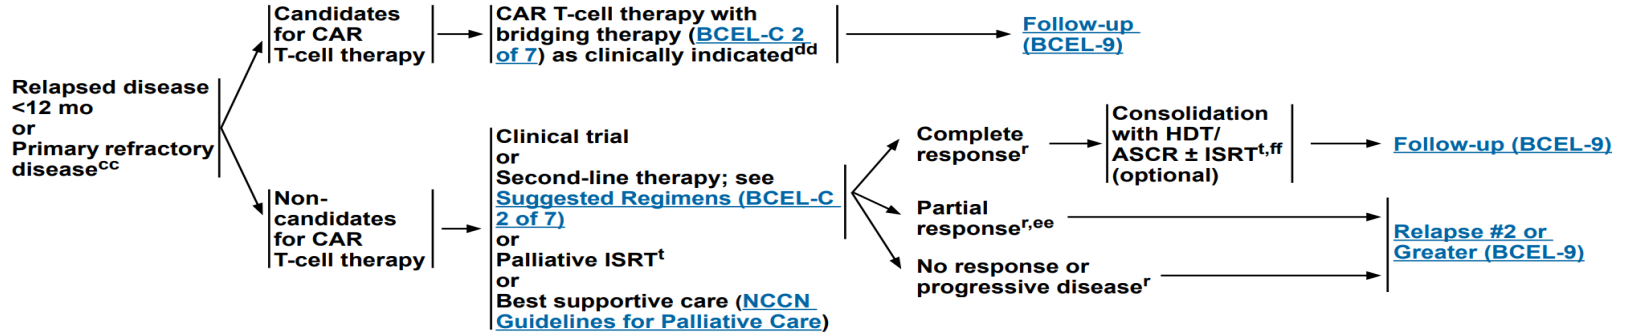 Relapsed disease
<12 mo
or
Primary refractory
diseasecc
Candidates
for CAR
T-cell therapy
CAR T-cell therapy with
bridging therapy (BCEL-C 2
of 7) as clinically indicateddd
Follow-up
(BCEL-9)
Non-
candidates
for CAR
T-cell therapy
Clinical trial
or
Second-line therapy; see
Suggested Regimens (BCEL-C
2 of 7)
or
Palliative ISRTt
or
Best supportive care (NCCN
Guidelines for Palliative Care)
Complete
responser
Consolidation
with HDT/
ASCR ± ISRTt,ff
(optional)
Follow-up (BCEL-9)
Partial
responser,ee
No response or
progressive diseaser
Relapse #2 or
Greater (BCEL-9)